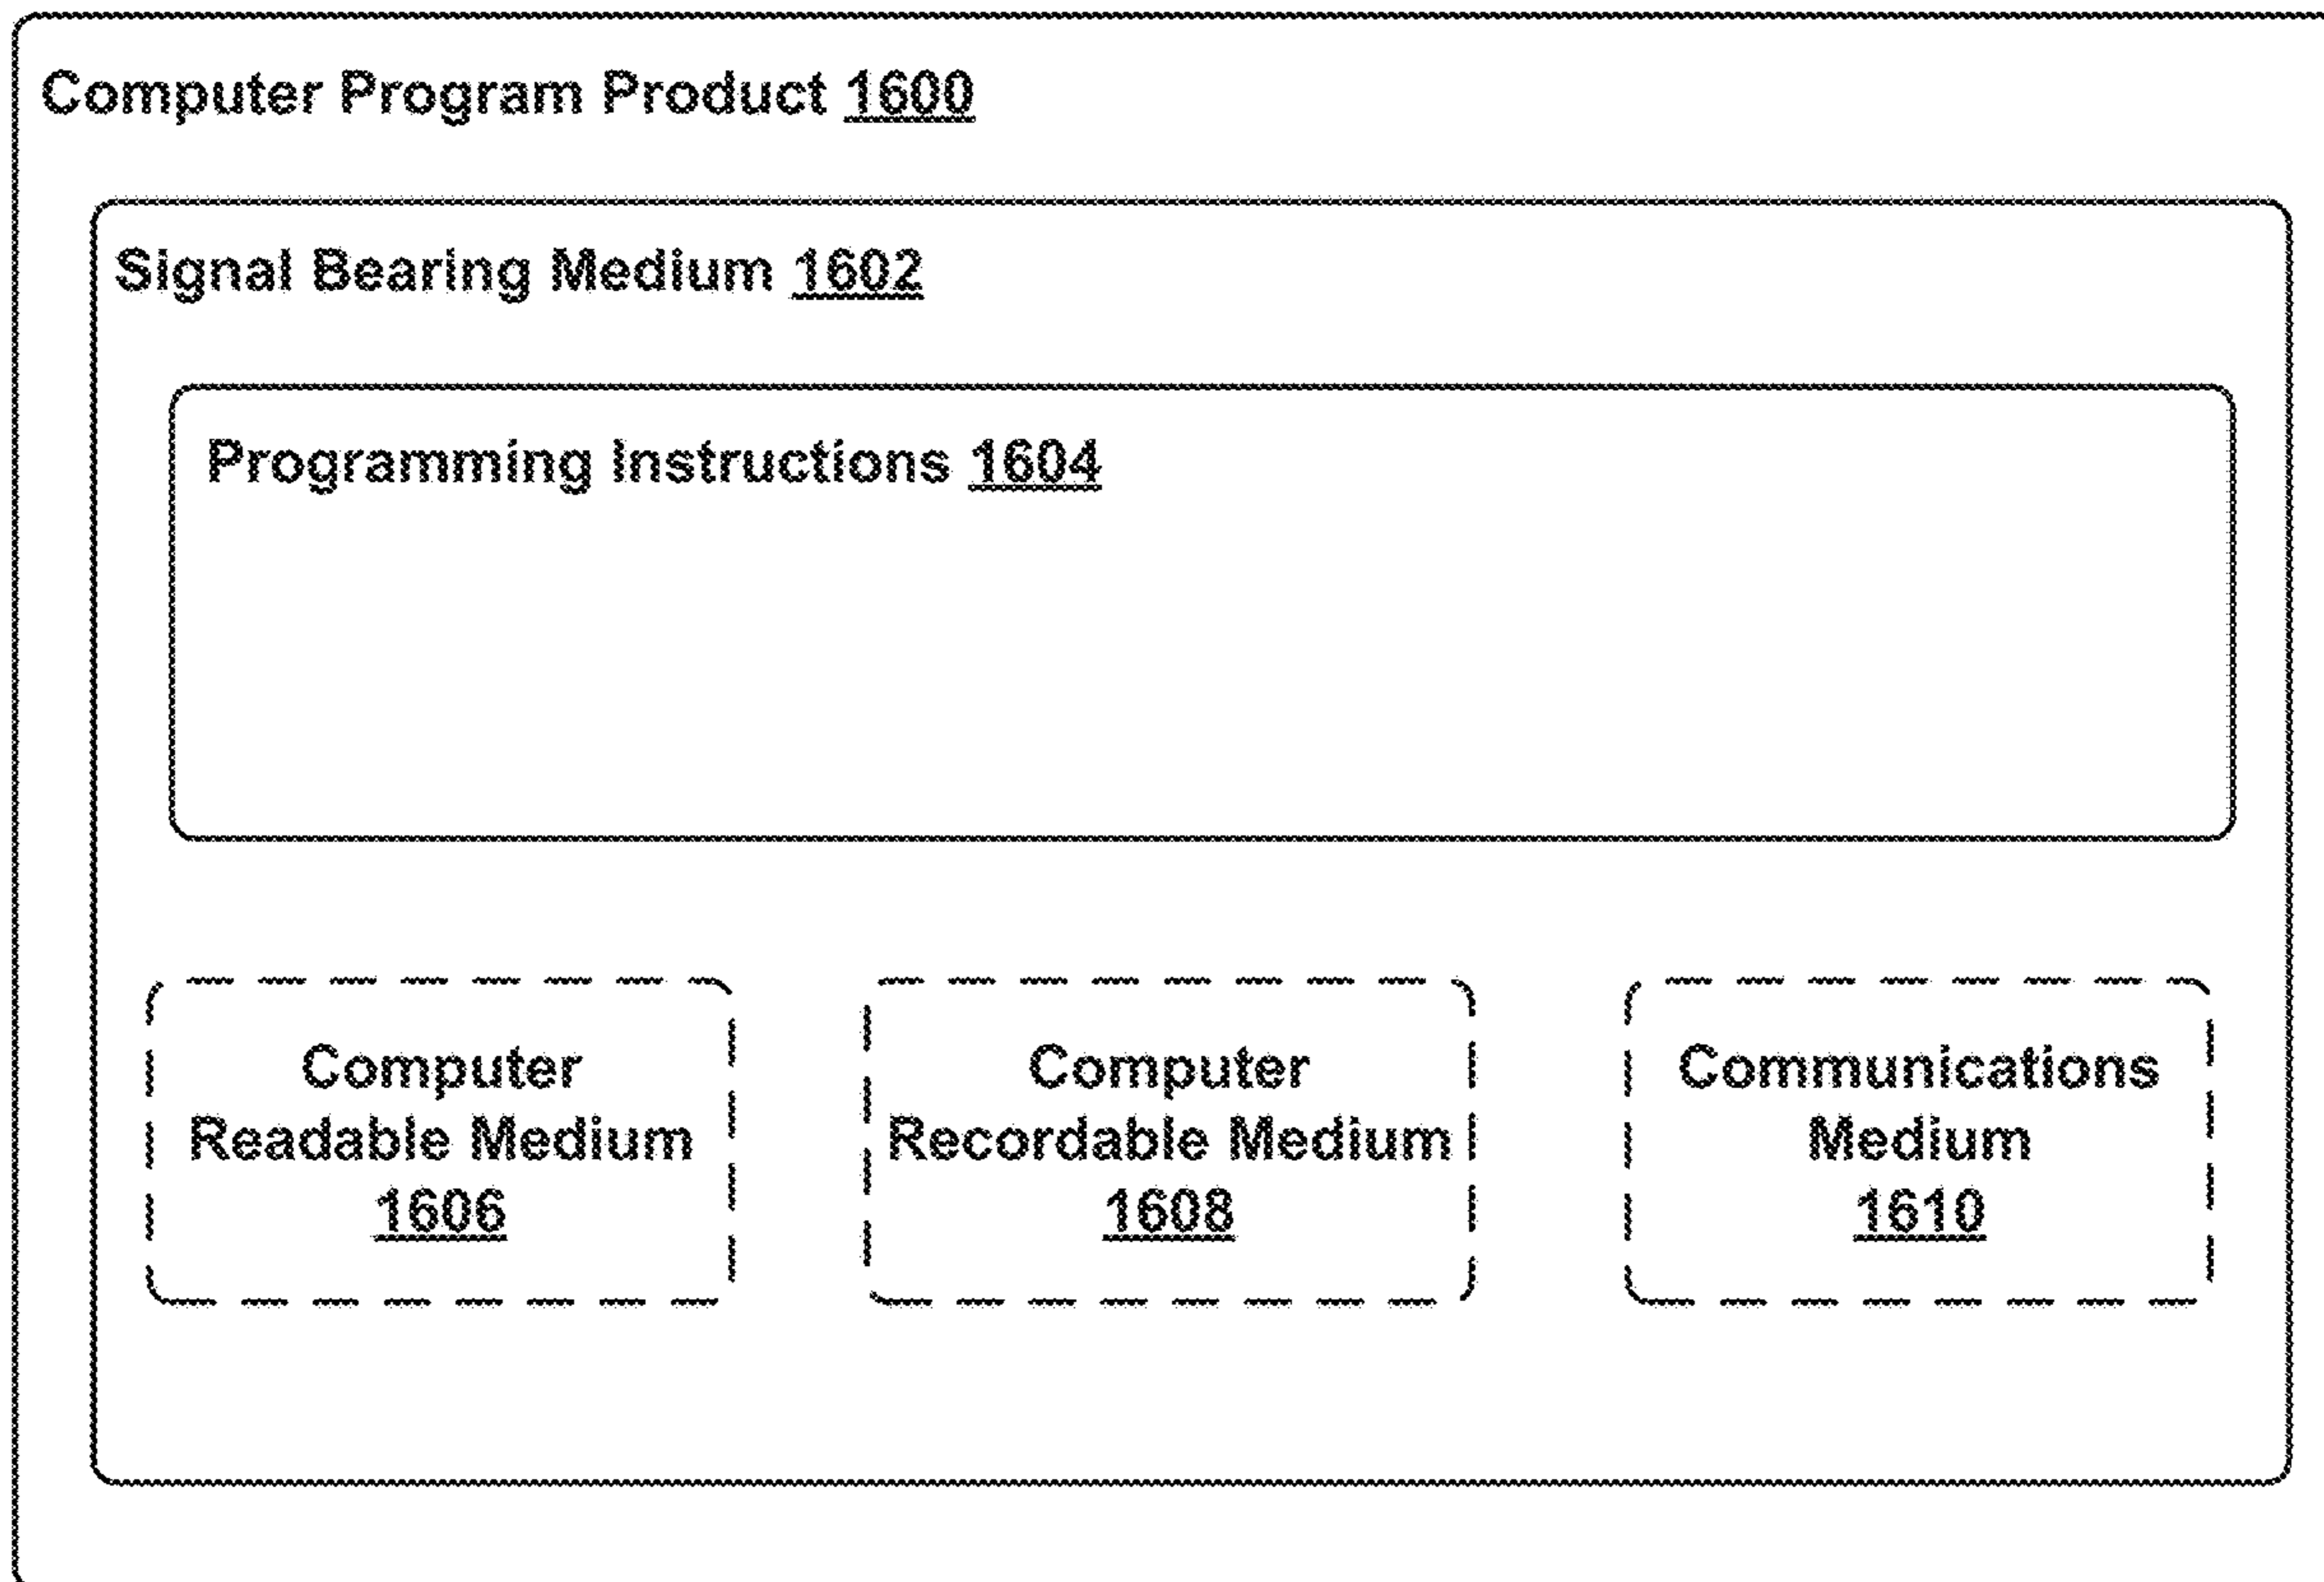 Computer Program Product 1600
Signal Bearing Medium 1602
Programming Instructions 1604
Computer
Readable Medium
1606
Computer
Recordable Medium
1608
Communications
Medium
1610